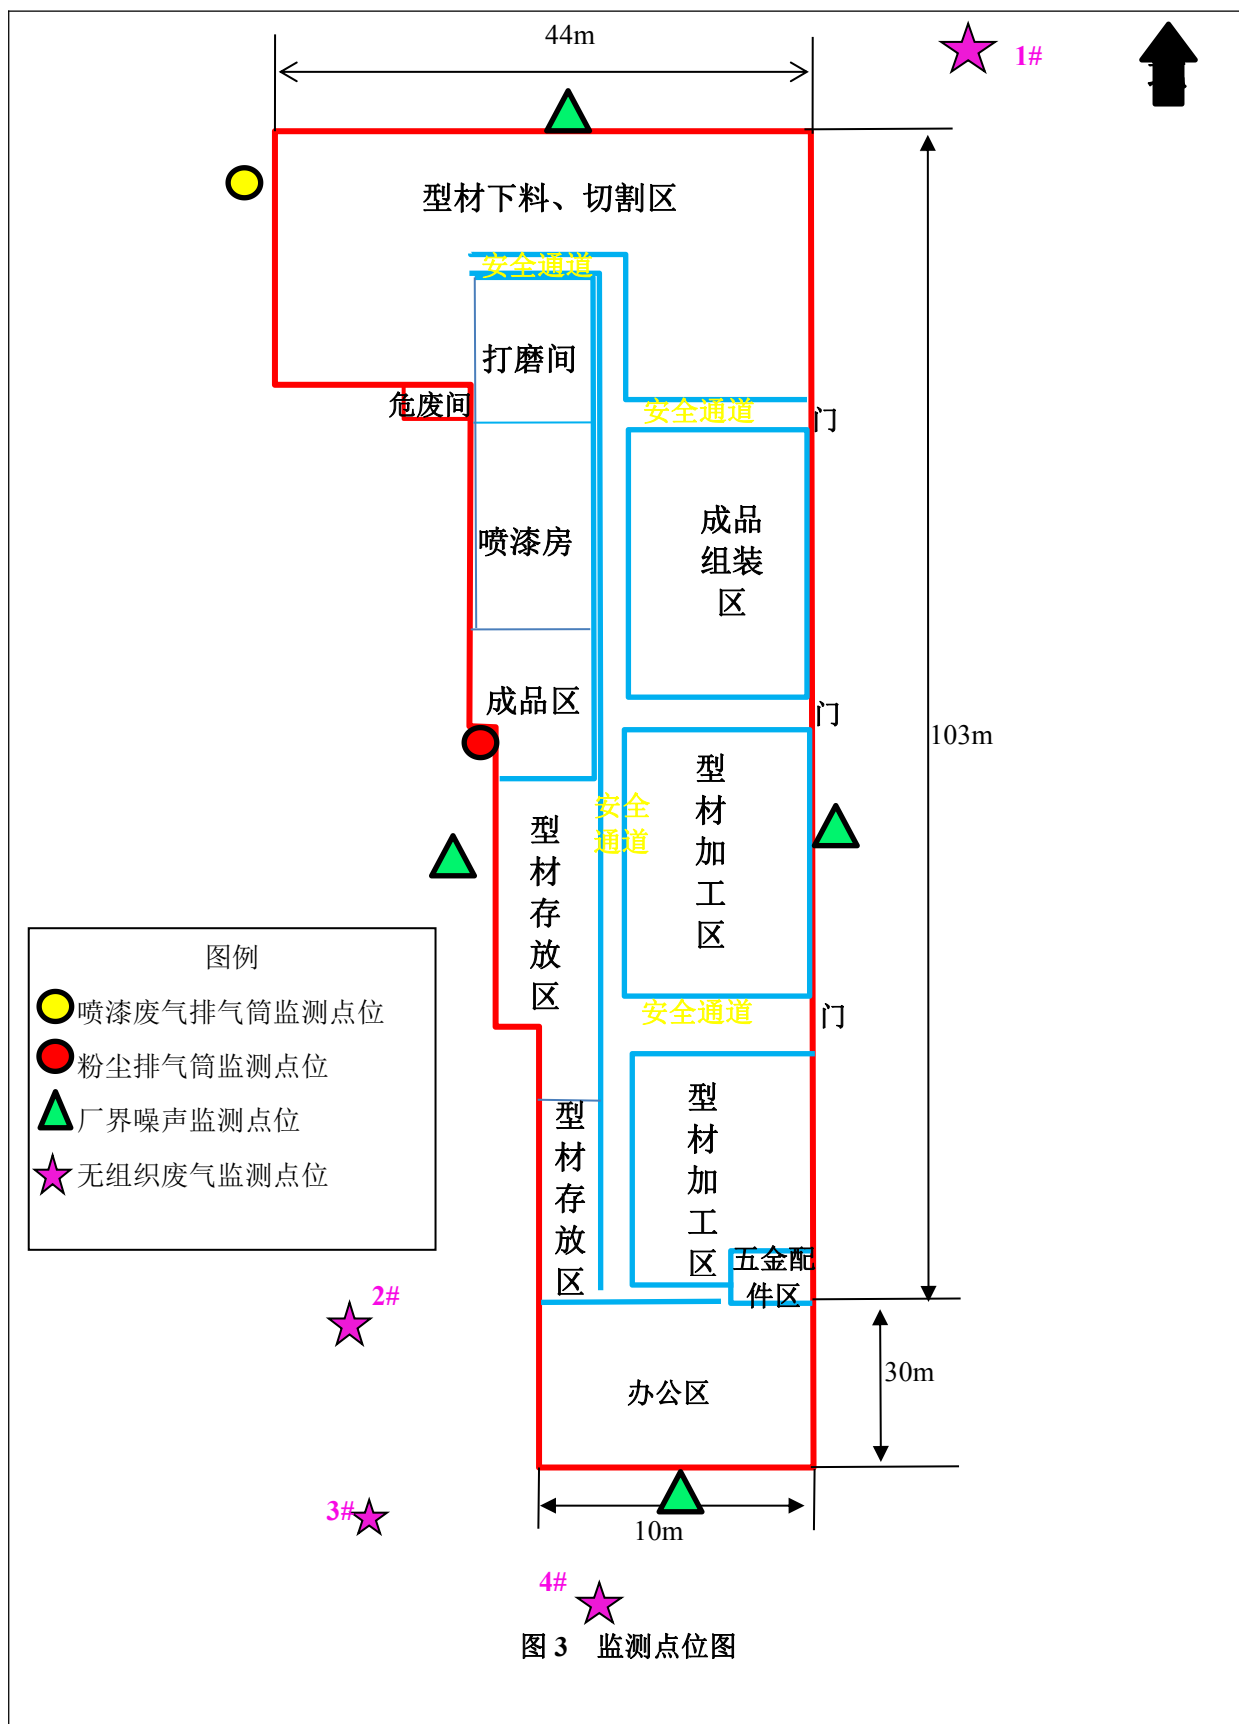 44m
1#
型材下料、切割区
安全通道
打磨间
危废间
安全通道
门
喷漆房
成品
组装
区
成品区
门
103m
型
材
加
工
区
安全
通道
型
材
存
放
区
图例
喷漆废气排气筒监测点位
粉尘排气筒监测点位
厂界噪声监测点位
无组织废气监测点位
安全通道
门
型
材
加
工
区
型
材
存
放
区
五金配
件区
2#
30m
办公区
3#
10m
4#
图 3 监测点位图